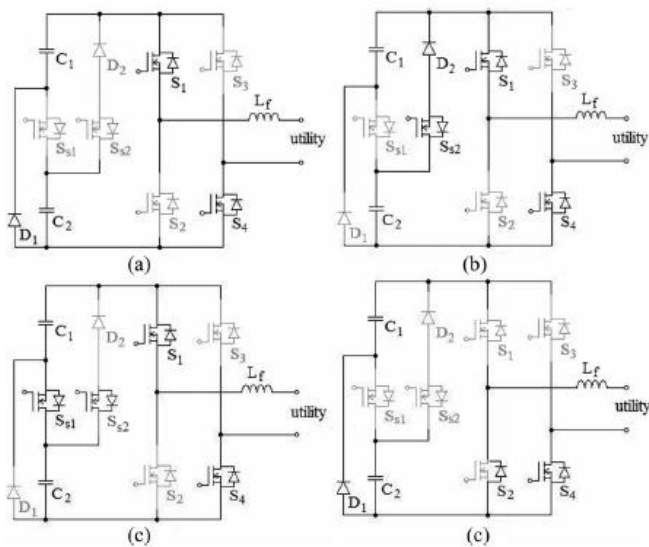 C1
D2
S1
S3
Lf
utility
Ss1
Ss2
D1
C2
S2
S4
(a)
C1
D2
S1
S3
Lf
utility
Ss1
Ss2
D1
C2
S2
S4
(b)
C1
D2
S1
S3
Lf
utility
Ss1
Ss2
D1
C2
S2
S4
(c)
C1
D2
S1
S3
Lf
utility
Ss1
Ss2
D1
C2
S2
S4
(c)